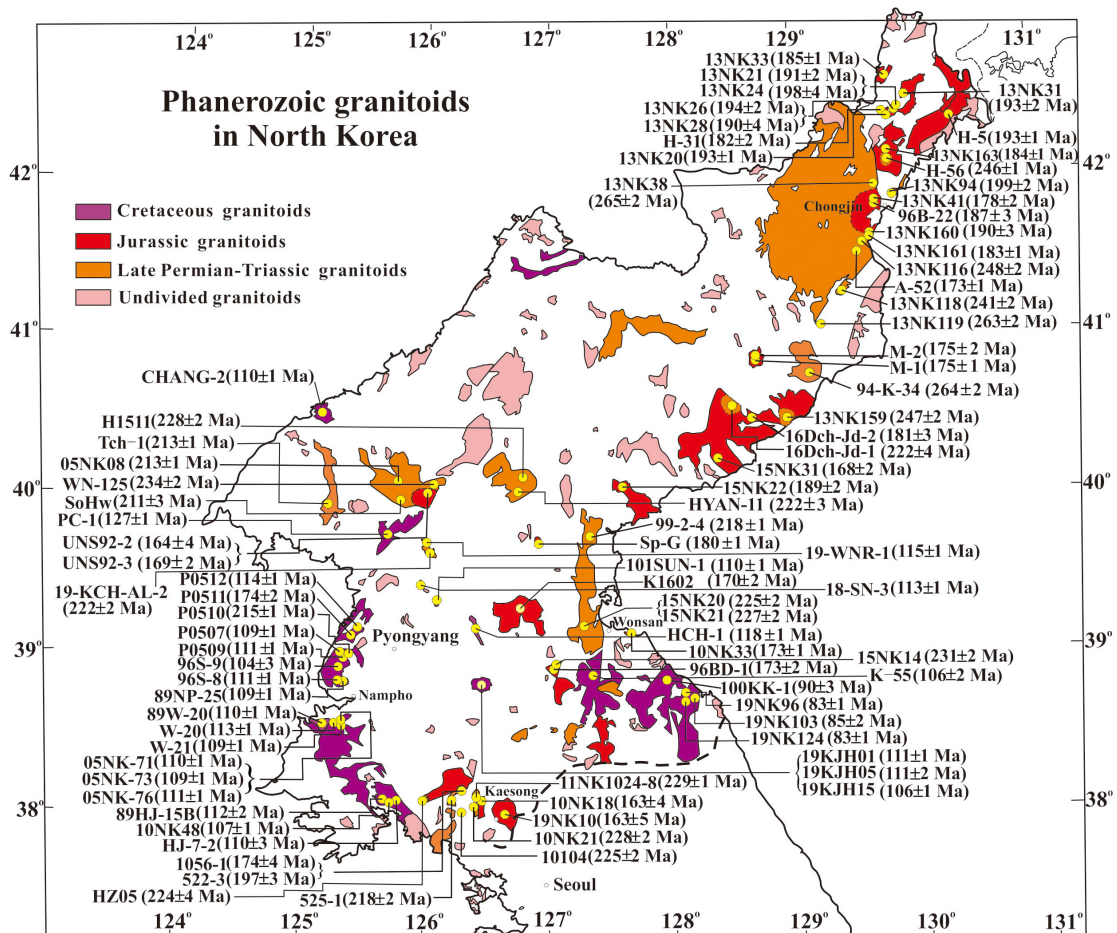 124° 125° 126° 127° 128° 129° 130° 131°
Phanerozoic granitoids
in North Korea
Cretaceous granitoids
Jurassic granitoids
Late Permian-Triassic granitoids
Undivided granitoids
42°
41°
40°
39°
38°
42°
41°
40°
39°
38°
13NK33 (185±1 Ma)
13NK21 (191±2 Ma)
13NK24 (198±4 Ma)
13NK26 (194±2 Ma)
13NK28 (190±4 Ma)
H-31 (182±2 Ma)
13NK20 (193±1 Ma)
13NK38
(265±2 Ma)
13NK31
(193±2 Ma)
H-5 (193±1 Ma)
13NK163 (184±1 Ma)
H-56 (246±1 Ma)
13NK94 (199±2 Ma)
13NK41 (178±2 Ma)
96B-22 (187±3 Ma)
13NK160 (190±3 Ma)
13NK161 (183±1 Ma)
13NK116 (248±2 Ma)
A-52 (173±1 Ma)
13NK118 (241±2 Ma)
13NK119 (263±2 Ma)
Chongjin
M-2 (175±2 Ma)
M-1 (175±1 Ma)
94-K-34 (264±2 Ma)
13NK159 (247±2 Ma)
16Dch-Jd-2 (181±3 Ma)
16Dch-Jd-1 (222±4 Ma)
15NK31 (168±2 Ma)
15NK22 (189±2 Ma)
HYAN-11 (222±3 Ma)
99-2-4 (218±1 Ma)
Sp-G (180±1 Ma)
19-WNR-1 (115±1 Ma)
101SUN-1 (110±1 Ma)
K1602 (170±2 Ma)
18-SN-3 (113±1 Ma)
15NK20 (225±2 Ma)
15NK21 (227±2 Ma)
Wonsan
HCH-1 (118±1 Ma)
10NK33 (173±1 Ma)
15NK14 (231±2 Ma)
96BD-1 (173±2 Ma)
K-55 (106±2 Ma)
100KK-1 (90±3 Ma)
19NK96 (83±1 Ma)
19NK103 (85±2 Ma)
19NK124 (83±1 Ma)
19KJH01 (111±1 Ma)
19KJH05 (111±2 Ma)
19KJH15 (106±1 Ma)
CHANG-2 (110±1 Ma)
H1511 (228±2 Ma)
Tch-1 (213±1 Ma)
05NK08 (213±1 Ma)
WN-125 (234±2 Ma)
SoHw (211±3 Ma)
PC-1 (127±1 Ma)
UNS92-2 (164±4 Ma)
UNS92-3 (169±2 Ma)
19-KCH-AL-2
(222±2 Ma)
P0512 (114±1 Ma)
P0511 (174±2 Ma)
P0510 (215±1 Ma)
P0507 (109±1 Ma)
P0509 (111±1 Ma)
96S-9 (104±3 Ma)
96S-8 (111±1 Ma)
89NP-25 (109±1 Ma)
Pyongyang
Nampho
89W-20 (110±1 Ma)
W-20 (113±1 Ma)
W-21 (109±1 Ma)
05NK-71 (110±1 Ma)
05NK-73 (109±1 Ma)
05NK-76 (111±1 Ma)
89HJ-15B (112±2 Ma)
10NK48 (107±1 Ma)
HJ-7-2 (110±3 Ma)
1056-1 (174±4 Ma)
522-3 (197±3 Ma)
HZ05 (224±4 Ma)
525-1 (218±2 Ma)
11NK1024-8 (229±1 Ma)
Kaesong
10NK18 (163±4 Ma)
19NK10 (163±5 Ma)
10NK21 (228±2 Ma)
10104 (225±2 Ma)
Seoul
124° 125° 126° 127° 128° 129° 130° 131°